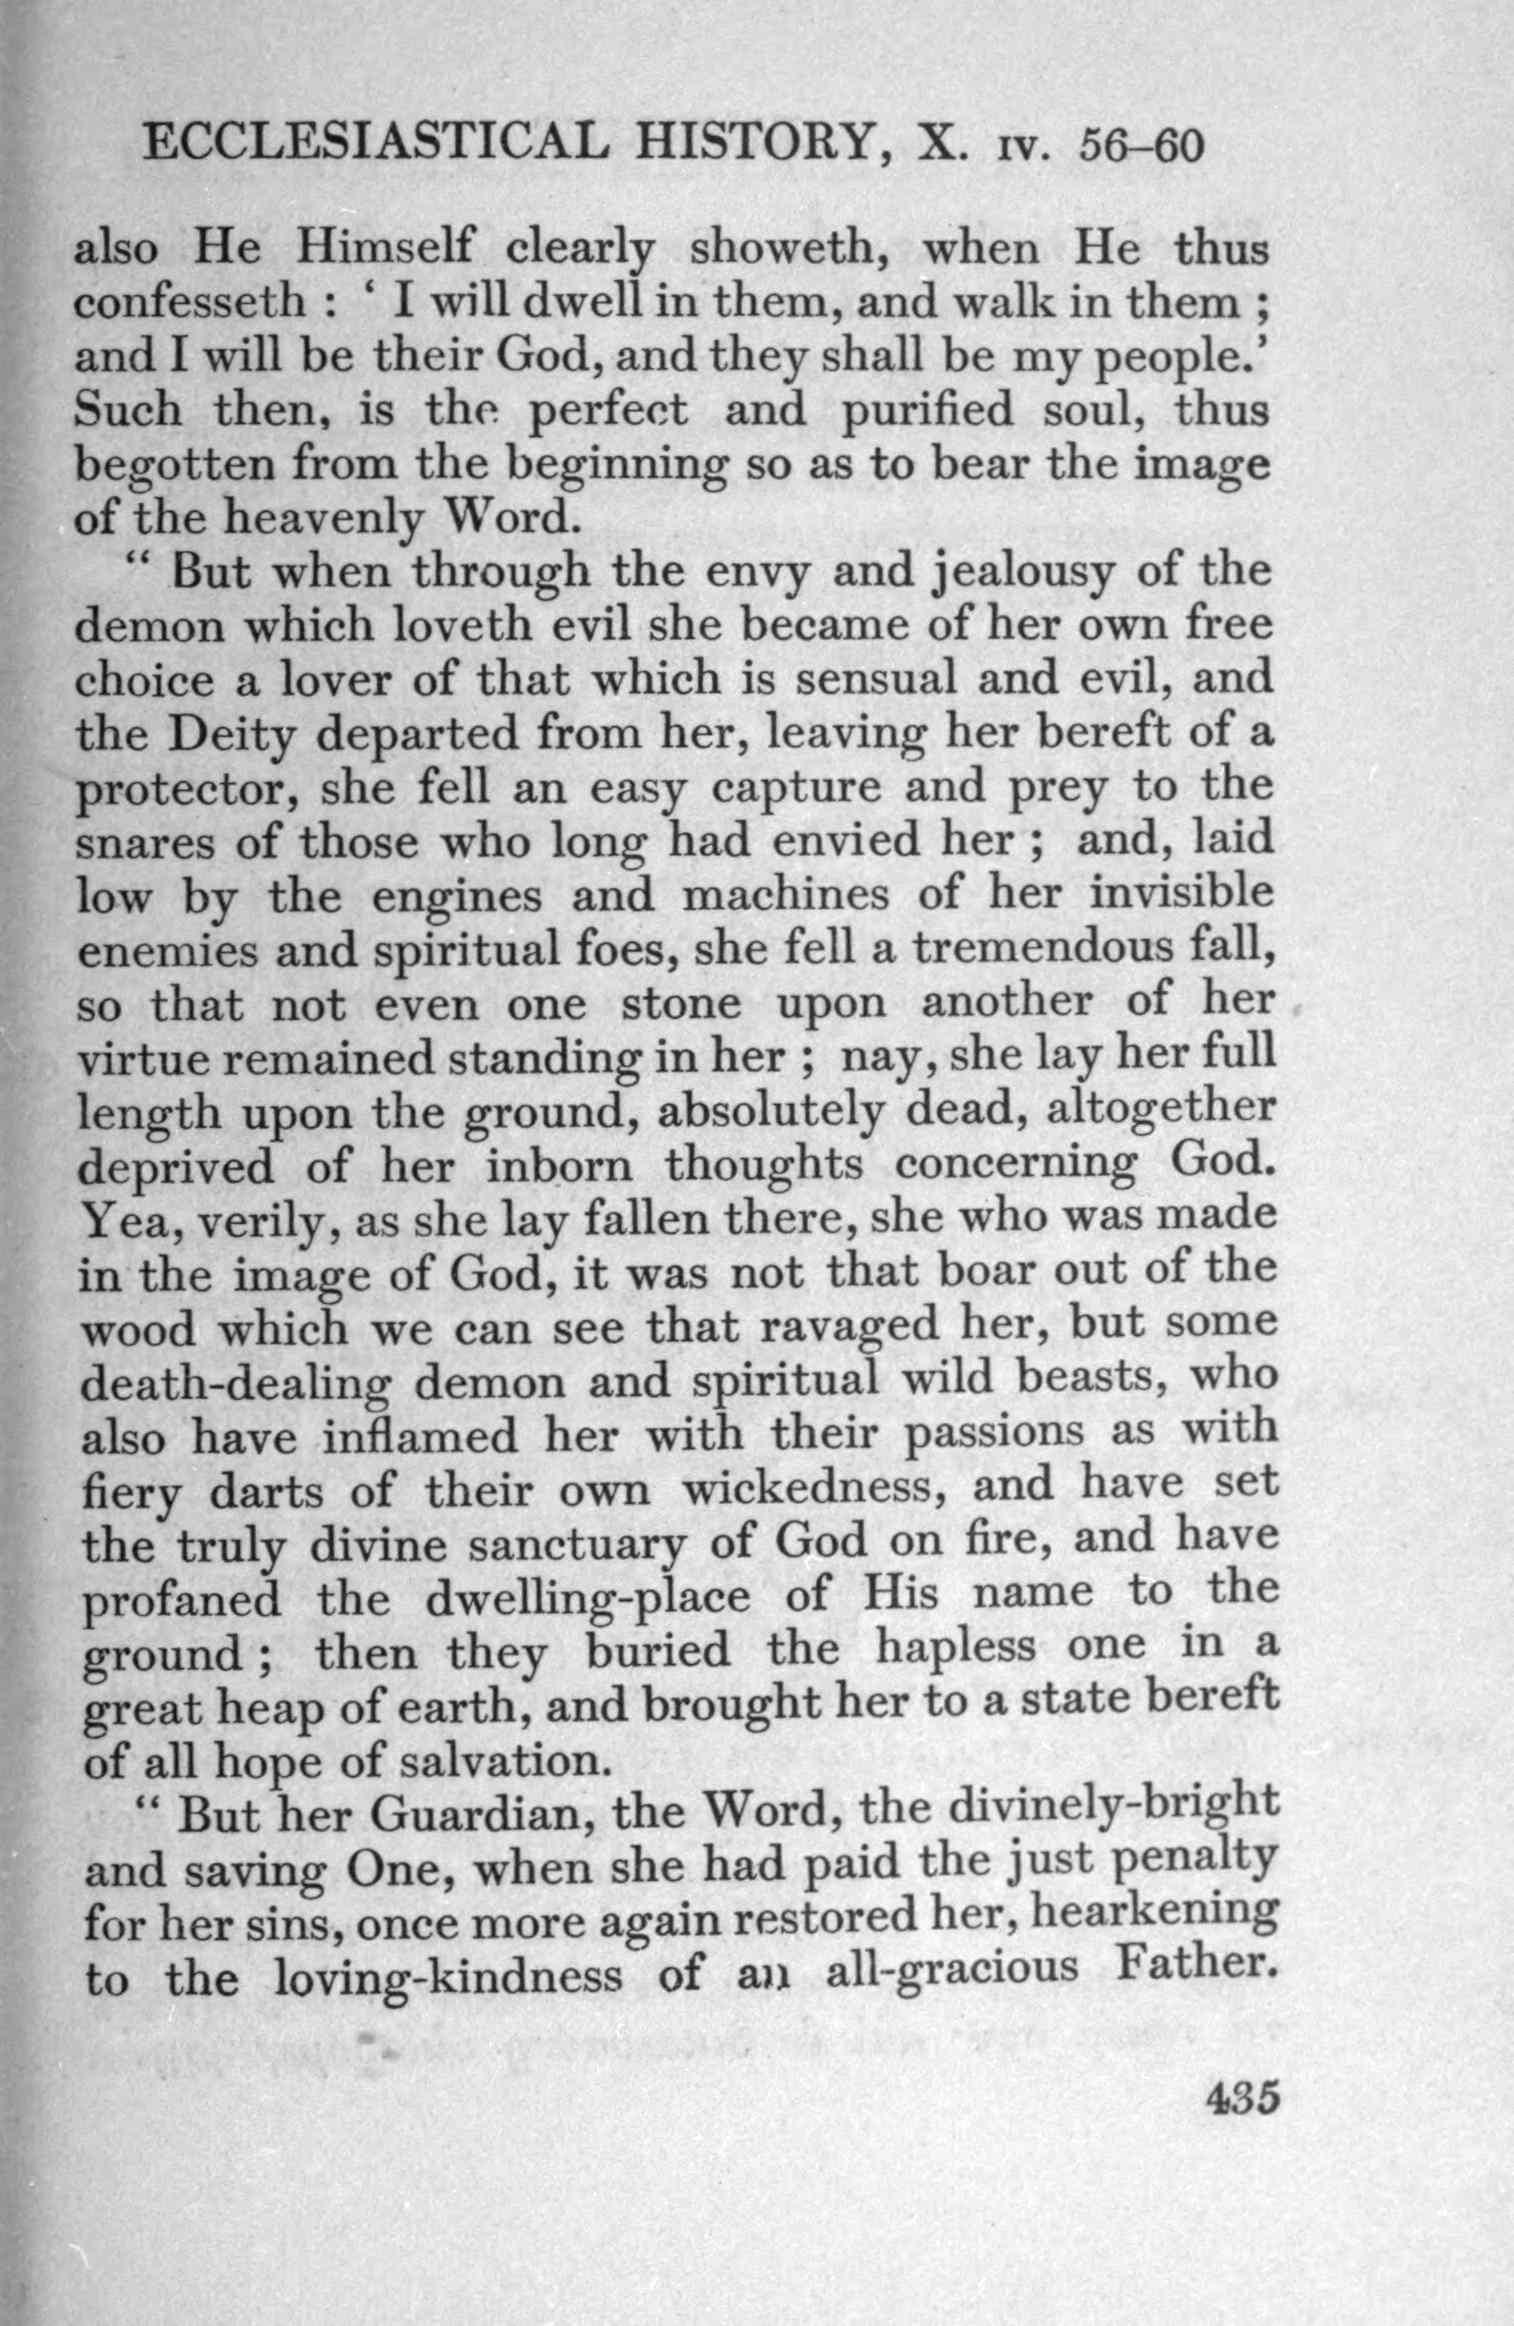 ECCLESIASTICAL HISTORY, X. IV. 56–60
also He Himself clearly showeth, when He thus
confesseth : ‘ I will dwell in them, and walk in them ;
and I will be their God, and they shall be my people.’
Such then, is the perfect and purified soul, thus
begotten from the beginning so as to bear the image
of the heavenly Word.
“ But when through the envy and jealousy of the
demon which loveth evil she became of her own free
choice a lover of that which is sensual and evil, and
the Deity departed from her, leaving her bereft of a
protector, she fell an easy capture and prey to the
snares of those who long had envied her ; and, laid
low by the engines and machines of her invisible
enemies and spiritual foes, she fell a tremendous fall,
so that not even one stone upon another of her
virtue remained standing in her ; nay, she lay her full
length upon the ground, absolutely dead, altogether
deprived of her inborn thoughts concerning God.
Yea, verily, as she lay fallen there, she who was made
in the image of God, it was not that boar out of the
wood which we can see that ravaged her, but some
death-dealing demon and spiritual wild beasts, who
also have inflamed her with their passions as with
fiery darts of their own wickedness, and have set
the truly divine sanctuary of God on fire, and have
profaned the dwelling-place of His name to the
ground ; then they buried the hapless one in a
great heap of earth, and brought her to a state bereft
of all hope of salvation.
“ But her Guardian, the Word, the divinely-bright
and saving One, when she had paid the just penalty
for her sins, once more again restored her, hearkening
to the loving-kindness of an all-gracious Father.
435